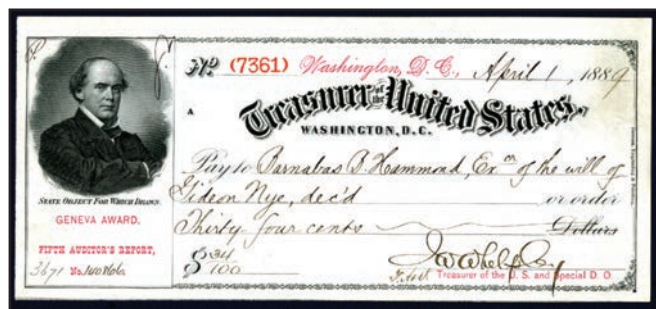 No (7361) Washington, D. C., April 1, 1889
A
Treasurer of the United States,
WASHINGTON, D.C.
Pay to Barnabas B. Hammond, Exor of the will of
Gideon Nye, dec'd or order
Thirty four cents Dollars
$ 34/100
Treasurer of the U. S. and Special D. O.
STATE OBJECT FOR WHICH DRAWN.
GENEVA AWARD.
FIFTH AUDITOR'S REPORT,
3671 No.